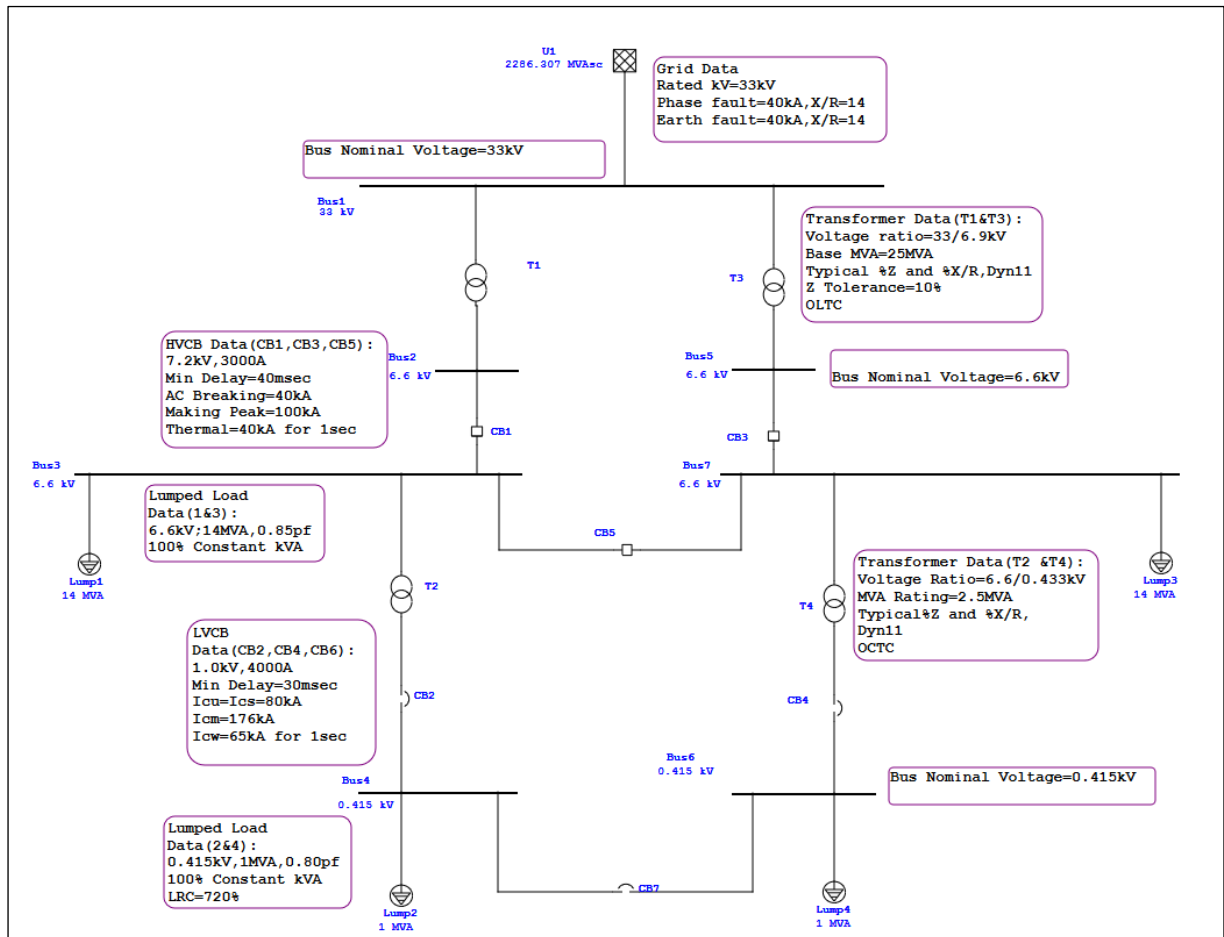 U1
2286.307 MVAsc
Grid Data
Rated kV=33kV
Phase fault=40kA,X/R=14
Earth fault=40kA,X/R=14
Bus Nominal Voltage=33kV
Bus1
33 kV
T1
T3
Transformer Data(T1&T3):
Voltage ratio=33/6.9kV
Base MVA=25MVA
Typical %Z and %X/R,Dyn11
Z Tolerance=10%
OLTC
HVCB Data(CB1,CB3,CB5):
7.2kV,3000A
Min Delay=40msec
AC Breaking=40kA
Making Peak=100kA
Thermal=40kA for 1sec
Bus2
6.6 kV
Bus5
6.6 kV
Bus Nominal Voltage=6.6kV
CB1
CB3
Bus3
6.6 kV
Bus7
6.6 kV
Lumped Load
Data(1&3):
6.6kV;14MVA,0.85pf
100% Constant kVA
CB5
Lump1
14 MVA
T2
T4
Transformer Data(T2 &T4):
Voltage Ratio=6.6/0.433kV
MVA Rating=2.5MVA
Typical%Z and %X/R,
Dyn11
OCTC
Lump3
14 MVA
LVCB
Data(CB2,CB4,CB6):
1.0kV,4000A
Min Delay=30msec
Icu=Ics=80kA
Icm=176kA
Icw=65kA for 1sec
CB2
CB4
Bus4
0.415 kV
Bus6
0.415 kV
Bus Nominal Voltage=0.415kV
Lumped Load
Data(2&4):
0.415kV,1MVA,0.80pf
100% Constant kVA
LRC=720%
CB7
Lump2
1 MVA
Lump4
1 MVA